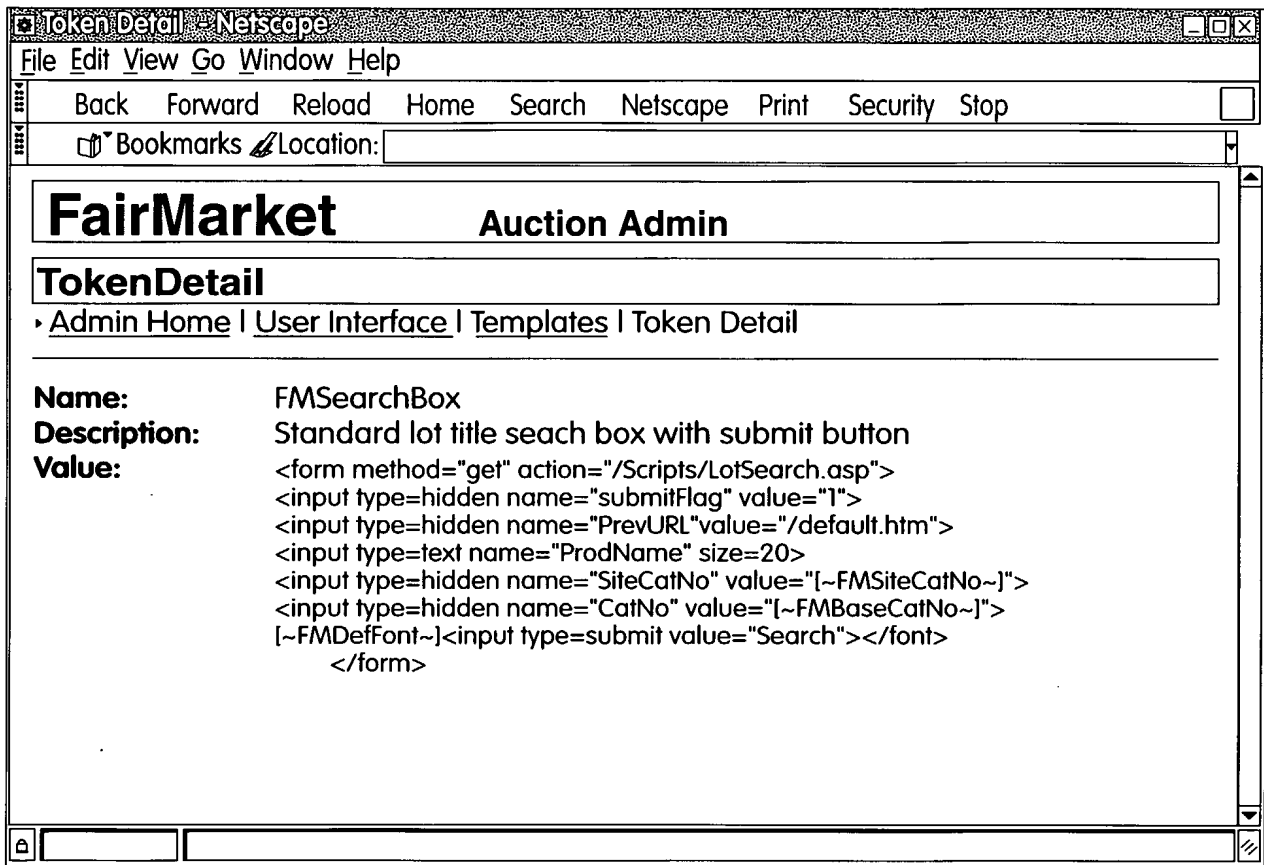 Token Detail - Netscape
File Edit View Go Window Help
Back Forward Reload Home Search Netscape Print Security Stop
Bookmarks Location:
FairMarket Auction Admin
TokenDetail
Admin Home | User Interface | Templates | Token Detail
Name: FMSearchBox
Description: Standard lot title seach box with submit button
Value: <form method="get" action="/Scripts/LotSearch.asp">
<input type=hidden name="submitFlag" value="1">
<input type=hidden name="PrevURL"value="/default.htm">
<input type=text name="ProdName" size=20>
<input type=hidden name="SiteCatNo" value="[~FMSiteCatNo~]">
<input type=hidden name="CatNo" value="[~FMBaseCatNo~]">
[~FMDefFont~]<input type=submit value="Search"></font>
</form>